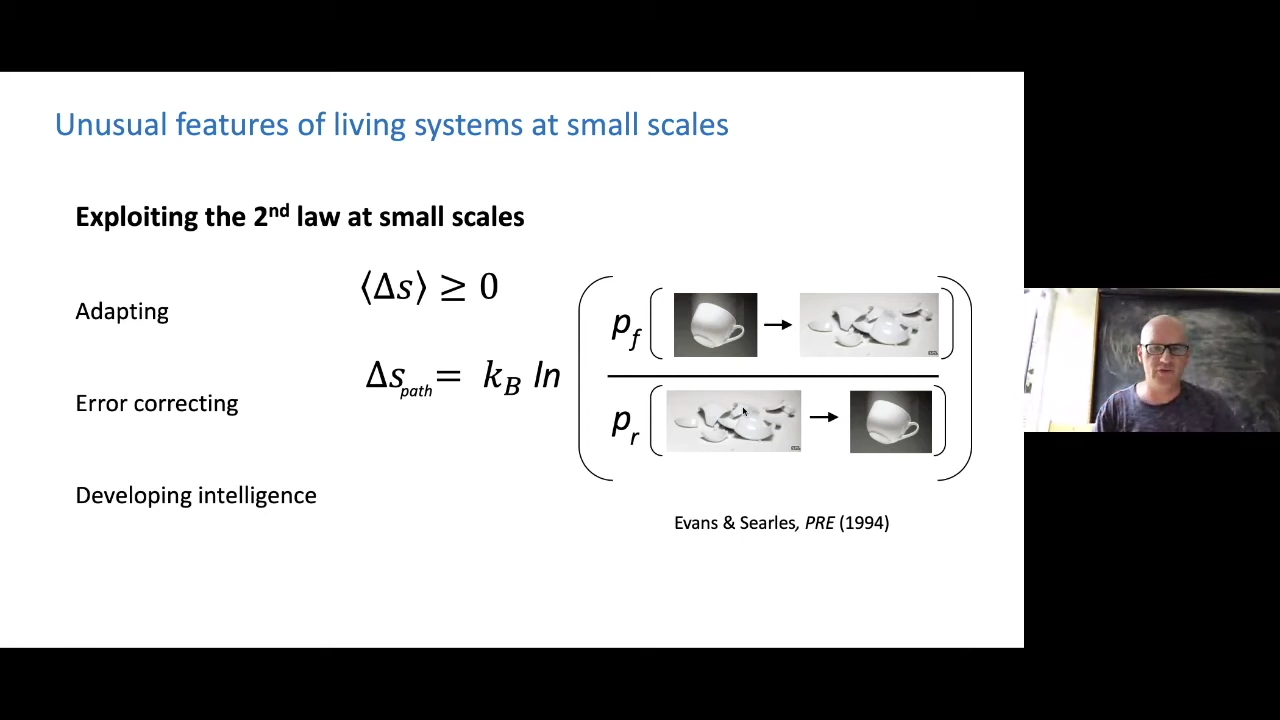 Unusual features of living systems at small scales
Exploiting the 2nd law at small scales
Adapting
Error correcting
Developing intelligence
⟨Δs⟩ ≥ 0
Δs_path = k_B ln
p_f
p_r
Evans & Searles, PRE (1994)